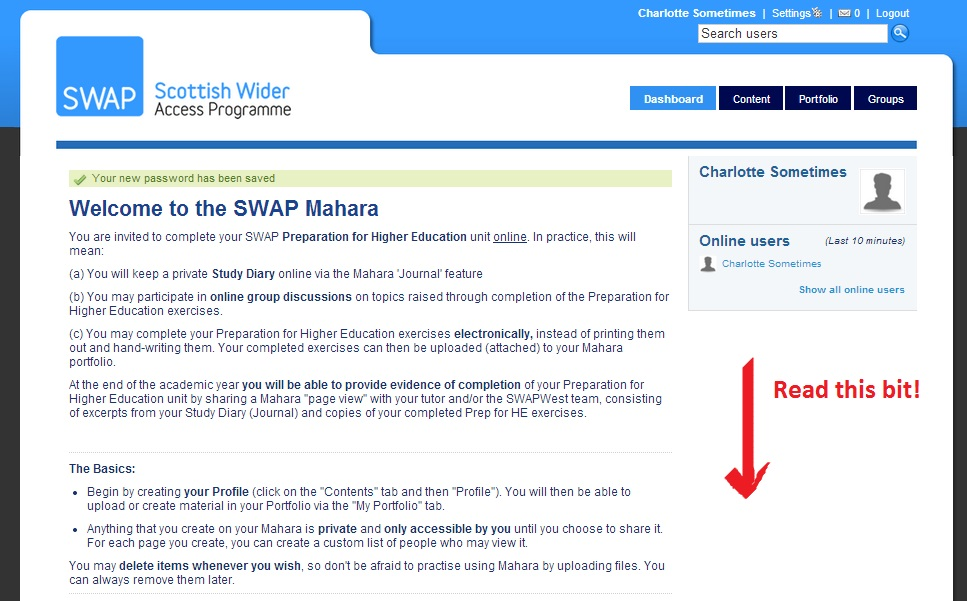 Charlotte Sometimes | Settings | 0 | Logout
Search users
SWAP Scottish Wider
Access Programme
Dashboard Content Portfolio Groups
Your new password has been saved
Welcome to the SWAP Mahara
You are invited to complete your SWAP Preparation for Higher Education unit online. In practice, this will
mean:
(a) You will keep a private Study Diary online via the Mahara 'Journal' feature
(b) You may participate in online group discussions on topics raised through completion of the Preparation for
Higher Education exercises.
(c) You may complete your Preparation for Higher Education exercises electronically, instead of printing them
out and hand-writing them. Your completed exercises can then be uploaded (attached) to your Mahara
portfolio.
At the end of the academic year you will be able to provide evidence of completion of your Preparation for
Higher Education unit by sharing a Mahara "page view" with your tutor and/or the SWAPWest team, consisting
of excerpts from your Study Diary (Journal) and copies of your completed Prep for HE exercises.
The Basics:
• Begin by creating your Profile (click on the "Contents" tab and then "Profile"). You will then be able to
upload or create material in your Portfolio via the "My Portfolio" tab.
• Anything that you create on your Mahara is private and only accessible by you until you choose to share it.
For each page you create, you can create a custom list of people who may view it.
You may delete items whenever you wish, so don't be afraid to practise using Mahara by uploading files. You
can always remove them later.
Charlotte Sometimes
Online users (Last 10 minutes)
Charlotte Sometimes
Show all online users
Read this bit!